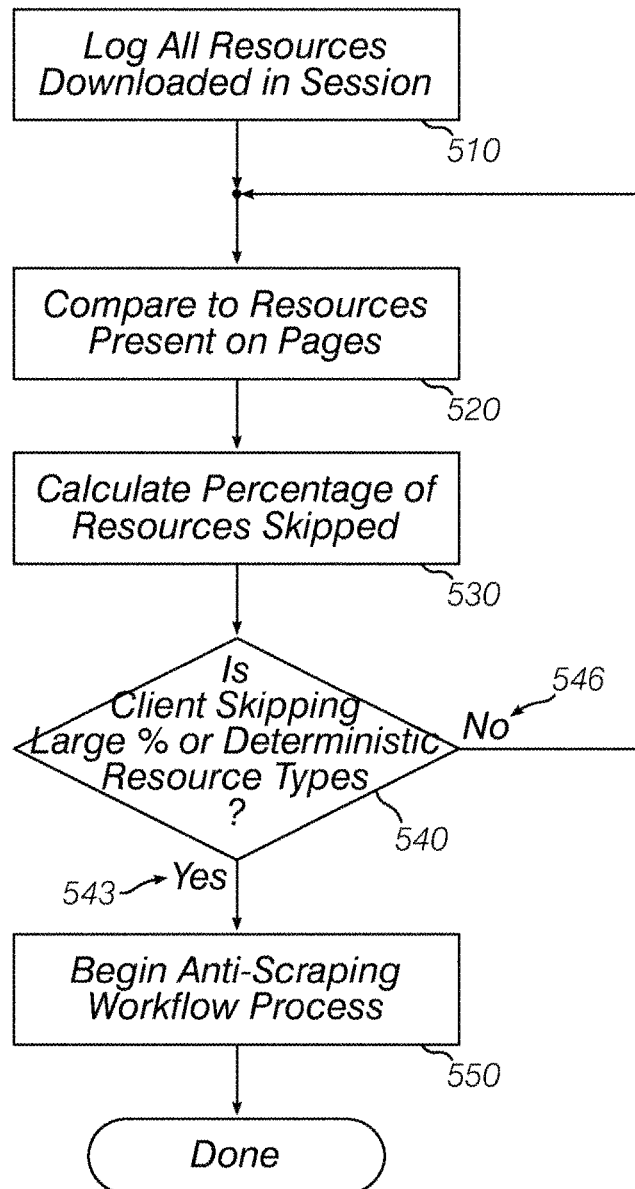 Log All Resources
Downloaded in Session
510
Compare to Resources
Present on Pages
520
Calculate Percentage of
Resources Skipped
530
Is
Client Skipping
Large % or Deterministic
Resource Types
?
No
546
540
543
Yes
Begin Anti-Scraping
Workflow Process
550
Done